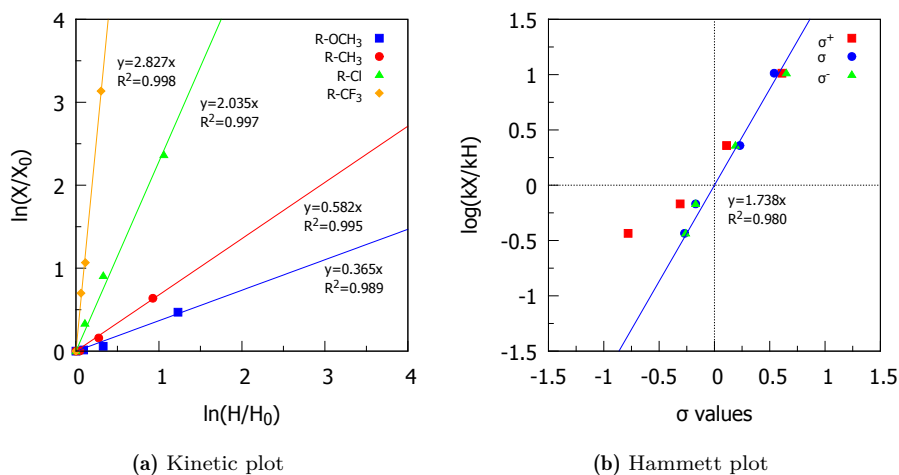 4
3
2
1
0
0
1
2
3
4
ln(X/X₀)
ln(H/H₀)
R-OCH₃
R-CH₃
R-Cl
R-CF₃
y=2.827x
R²=0.998
y=2.035x
R²=0.997
y=0.582x
R²=0.995
y=0.365x
R²=0.989
(a) Kinetic plot
1.5
1
0.5
0
-0.5
-1
-1.5
-1.5
-1
-0.5
0
0.5
1
1.5
log(kX/kH)
σ values
σ⁺
σ
σ⁻
y=1.738x
R²=0.980
(b) Hammett plot